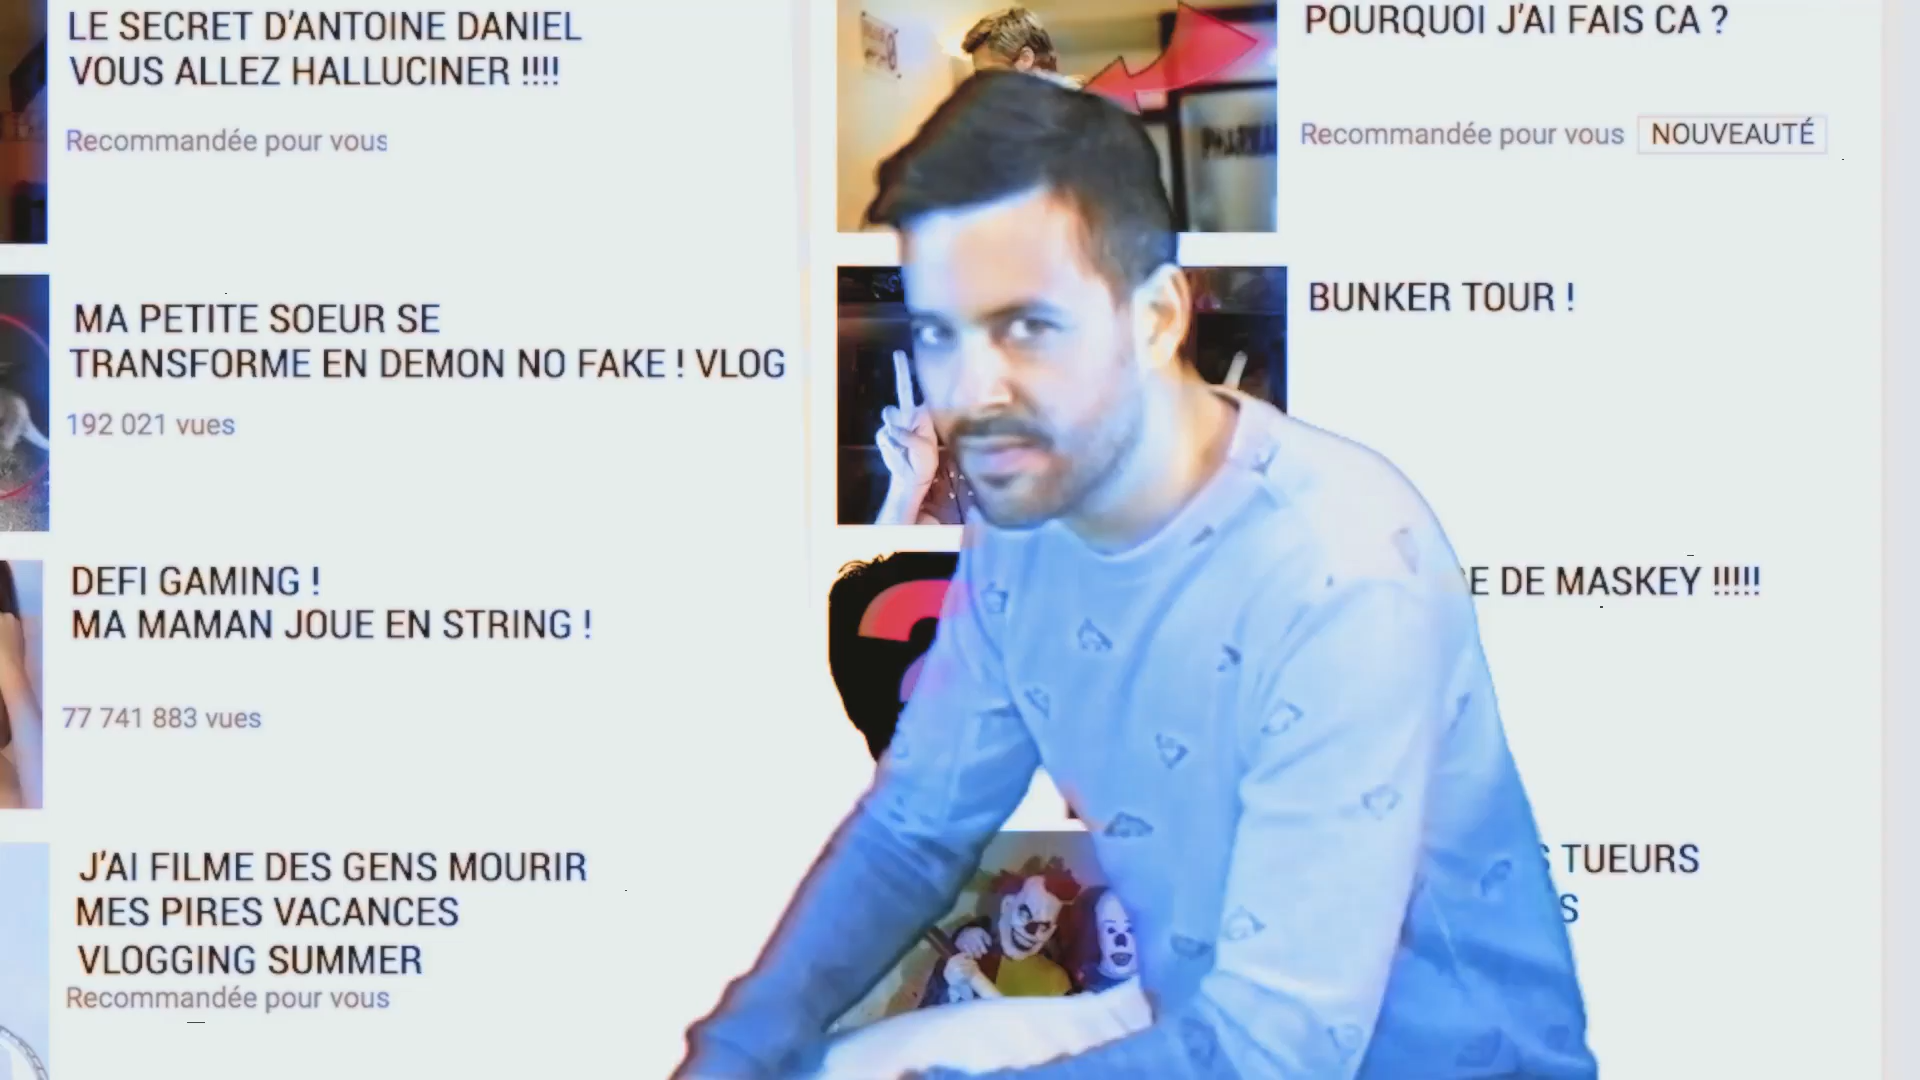 LE SECRET D'ANTOINE DANIEL
VOUS ALLEZ HALLUCINER !!!!
Recommandée pour vous
MA PETITE SOEUR SE
TRANSFORME EN DEMON NO FAKE ! VLOG
192 021 vues
DEFI GAMING !
MA MAMAN JOUE EN STRING !
77 741 883 vues
J'AI FILME DES GENS MOURIR
MES PIRES VACANCES
VLOGGING SUMMER
Recommandée pour vous
POURQUOI J'AI FAIS CA ?
Recommandée pour vous NOUVEAUTÉ
BUNKER TOUR !
DE MASKEY !!!!!
TUEURS